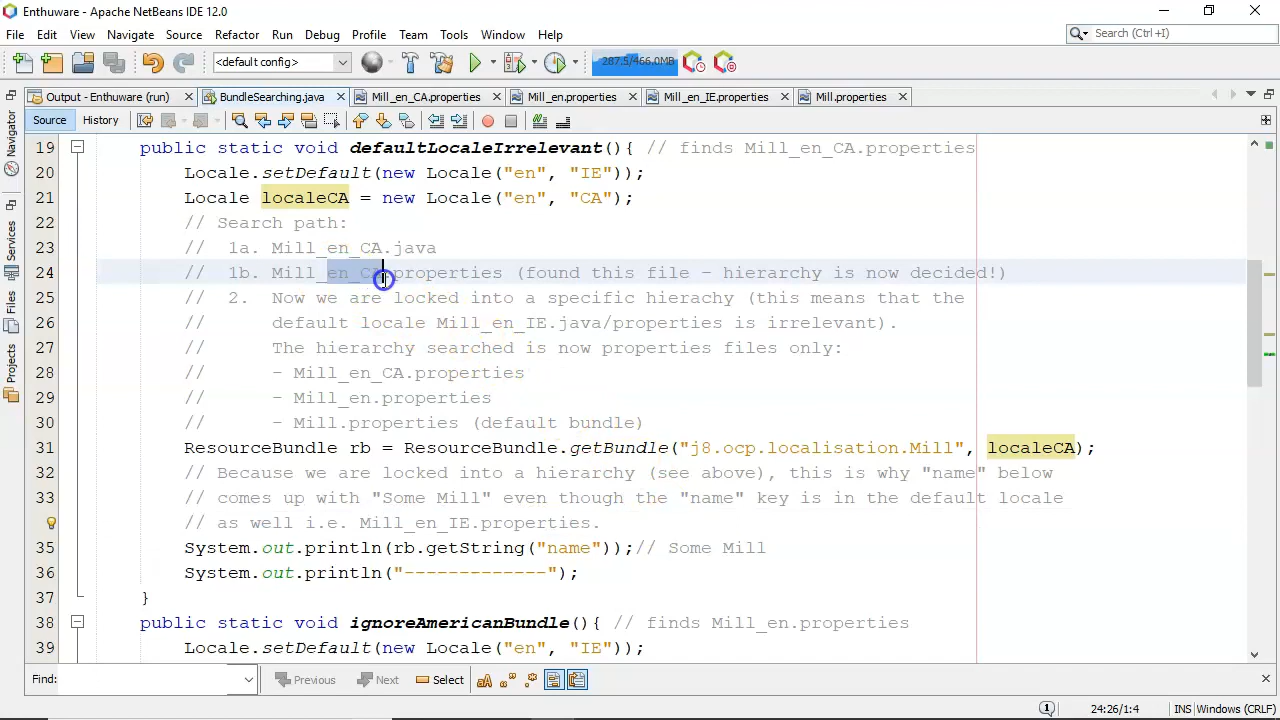 Enthuware - Apache NetBeans IDE 12.0
File Edit View Navigate Source Refactor Run Debug Profile Team Tools Window Help
Search (Ctrl +I)
<default config>
287.5/466.0MB
Output - Enthuware (run)
BundleSearching.java
Mill_en_CA.properties
Mill_en.properties
Mill_en_IE.properties
Mill.properties
Source History
Navigator
Services
Files
Projects
19 public static void defaultLocaleIrrelevant(){ // finds Mill_en_CA.properties
20 Locale.setDefault(new Locale("en", "IE"));
21 Locale localeCA = new Locale("en", "CA");
22 // Search path:
23 // 1a. Mill_en_CA.java
24 // 1b. Mill_en_CA.properties (found this file - hierarchy is now decided!)
25 // 2. Now we are locked into a specific hierachy (this means that the
26 // default locale Mill_en_IE.java/properties is irrelevant).
27 // The hierarchy searched is now properties files only:
28 // - Mill_en_CA.properties
29 // - Mill_en.properties
30 // - Mill.properties (default bundle)
31 ResourceBundle rb = ResourceBundle.getBundle("j8.ocp.localisation.Mill", localeCA);
32 // Because we are locked into a hierarchy (see above), this is why "name" below
33 // comes up with "Some Mill" even though the "name" key is in the default locale
// as well i.e. Mill_en_IE.properties.
35 System.out.println(rb.getString("name"));// Some Mill
36 System.out.println("-------------");
37 }
38 public static void ignoreAmericanBundle(){ // finds Mill_en.properties
39 Locale.setDefault(new Locale("en", "IE"));
Find: Previous Next Select
24:26/1:4 INS Windows (CRLF)